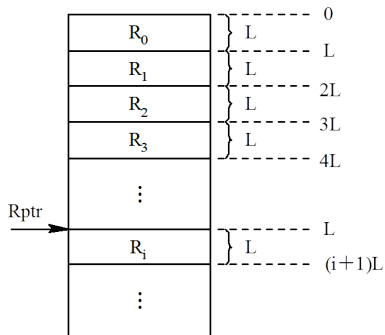 0
R0 L
L
R1 L
2L
R2 L
3L
R3 L
4L
⋮
Rptr L
Ri L
(i+1)L
⋮